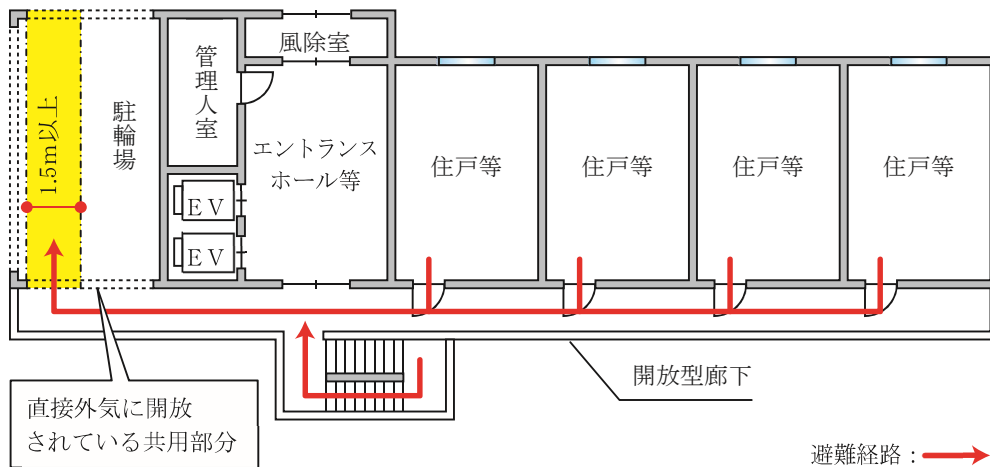 風除室
管理人室
駐輪場
1.5m以上
エントランス
ホール等
住戸等
住戸等
住戸等
住戸等
EV
EV
開放型廊下
直接外気に開放
されている共用部分
避難経路：